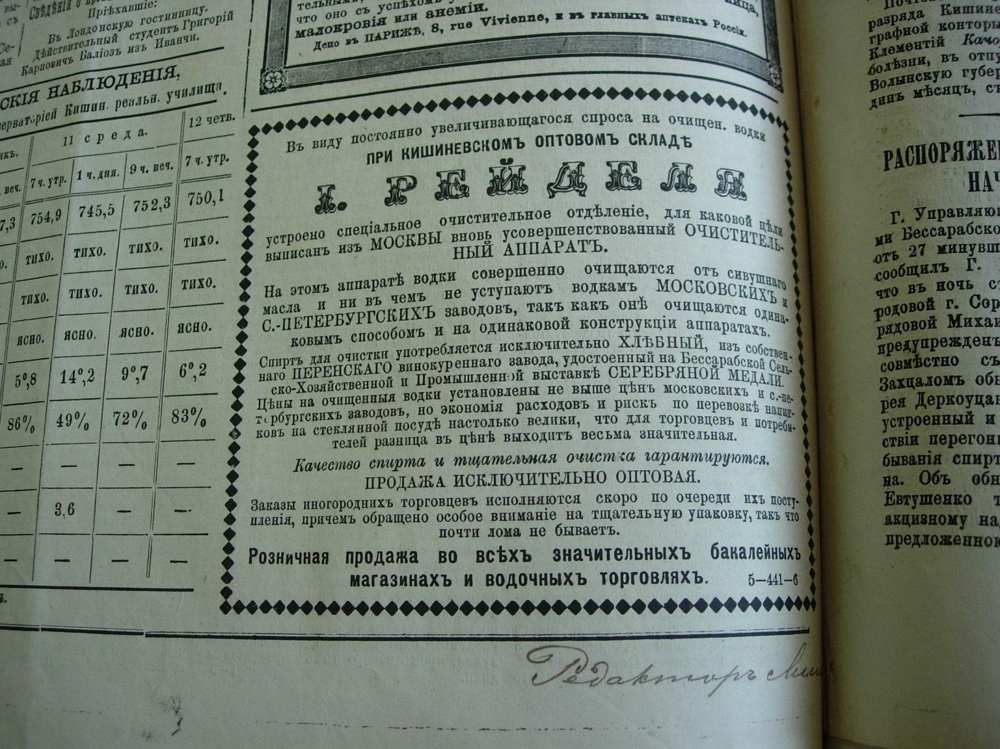 Свѣдѣнія о
Пріѣхавшіе:
Въ Лондонскую гостинницу.
Дѣйствительный студентъ Григорій
Карповичъ Баліозъ изъ Иванчи.
СКІЯ НАБЛЮДЕНІЯ,
серваторіей Кишин. реальн. училища.
11 среда. 12 четв.
веч. 7 ч. утр. 1 ч. дня. 9 ч. веч. 7 ч. утр.
7,3 754,9 745,5 752,3 750,1
тихо. тихо. тихо. тихо.
тихо. тихо. тихо. тихо.
ясно. ясно. ясно. ясно.
5°,8 14°,2 9°,7 6°,2
86% 49% 72% 83%
— — — —
— 3,6 — —
— — — —
что оно съ успѣхомъ
малокровія или анеміи.
Депо въ ПАРИЖѢ, 8, rue Vivienne, и въ главныхъ аптекахъ Россіи.
Въ виду постоянно увеличивающагося спроса на очищен. водки
ПРИ КИШИНЕВСКОМЪ ОПТОВОМЪ СКЛАДѢ
І. РЕЙДЕЛЯ
устроено спеціальное очистительное отдѣленіе, для каковой цѣли
выписанъ изъ МОСКВЫ вновь усовершенствованный ОЧИСТИТЕЛЬ-
НЫЙ АППАРАТЪ.
На этомъ аппаратѣ водки совершенно очищаются отъ сивушнаго
масла и ни въ чемъ не уступаютъ водкамъ МОСКОВСКИХЪ и
С.-ПЕТЕРБУРГСКИХЪ заводовъ, такъ какъ онѣ очищаются одина-
ковымъ способомъ и на одинаковой конструкціи аппаратахъ.
Спиртъ для очистки употребляется исключительно ХЛѢБНЫЙ, изъ собствен-
наго ПЕРЕНСКАГО винокуреннаго завода, удостоенный на Бессарабской Сель-
ско-Хозяйственной и Промышленной выставкѣ СЕРЕБРЯНОЙ МЕДАЛИ.
Цѣны на очищенныя водки установлены не выше цѣнъ московскихъ и с.-пе-
тербургскихъ заводовъ, но экономія расходовъ и рискъ по перевозкѣ напит-
ковъ на стеклянной посудѣ настолько велики, что для торговцевъ и потреби-
телей разница въ цѣнѣ выходитъ весьма значительная.
Качество спирта и тщательная очистка гарантируются.
ПРОДАЖА ИСКЛЮЧИТЕЛЬНО ОПТОВАЯ.
Заказы иногороднихъ торговцевъ исполняются скоро по очереди ихъ посту-
пленія, причемъ обращено особое вниманіе на тщательную упаковку, такъ что
почти лома не бываетъ.
Розничная продажа во всѣхъ значительныхъ бакалейныхъ
магазинахъ и водочныхъ торговляхъ. 5—441—6
Редакторъ
разряда Кишине
графной конторы
Клементій Качо
болѣзни, въ отпу
Волынскую губер
динъ мѣсяцъ, съ
РАСПОРЯЖЕ
НАЧ
Г. Управляю
ми Бессарабско
отъ 27 минувш
сообщилъ Г.
что въ ночь с
родовой г. Сор
рядовой Михаи
предупрежденъ
совмѣстно съ
Захцаломъ обн
рея Деркоуцан
устроенный и
ствіи перегон
быванія спирт
на. Объ обн
Евтушенко т
акцизному на
предложенно